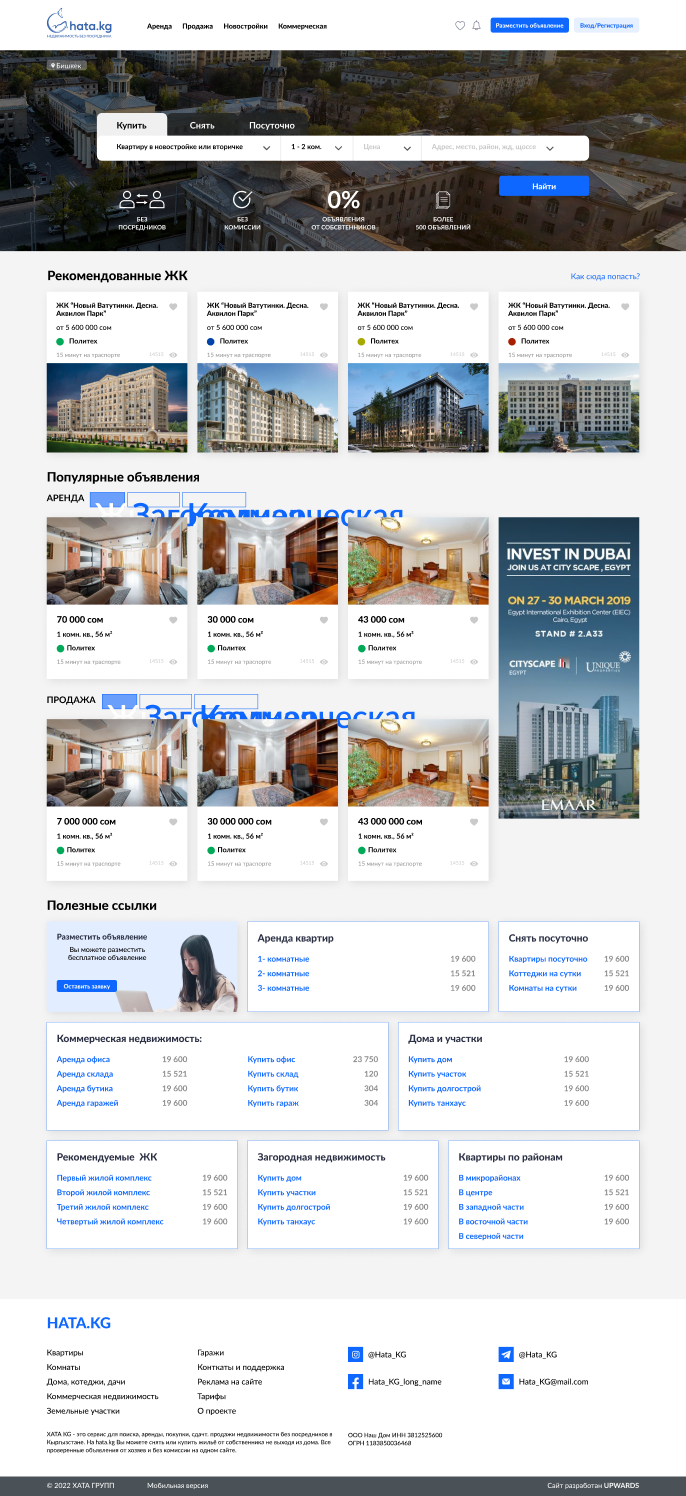 hata.kg
НЕДВИЖИМОСТЬ БЕЗ ПОСРЕДНИКОВ
Аренда Продажа Новостройки Коммерческая
Разместить объявление Вход/Регистрация
Бишкек
Купить Снять Посуточно
Квартиру в новостройке или вторичке 1 - 2 ком. Цена Адрес, место, район, жд, шоссе
Найти
БЕЗ
ПОСРЕДНИКОВ
БЕЗ
КОМИССИИ
0%
ОБЪЯВЛЕНИЯ
ОТ СОБСВТЕННИКОВ
БОЛЕЕ
500 ОБЪЯВЛЕНИЙ
Рекомендованные ЖК Как сюда попасть?
ЖК "Новый Ватутинки. Десна.
Аквилон Парк"
от 5 600 000 сом
Политех
15 минут на траспорте 14515
ЖК "Новый Ватутинки. Десна.
Аквилон Парк"
от 5 600 000 сом
Политех
15 минут на траспорте 14515
ЖК "Новый Ватутинки. Десна.
Аквилон Парк"
от 5 600 000 сом
Политех
15 минут на траспорте 14515
ЖК "Новый Ватутинки. Десна.
Аквилон Парк"
от 5 600 000 сом
Политех
15 минут на траспорте 14515
Популярные объявления
АРЕНДА
70 000 сом
1 комн. кв., 56 м²
Политех
15 минут на траспорте 14515
30 000 сом
1 комн. кв., 56 м²
Политех
15 минут на траспорте 14515
43 000 сом
1 комн. кв., 56 м²
Политех
15 минут на траспорте 14515
INVEST IN DUBAI
JOIN US AT CITY SCAPE , EGYPT
ON 27 - 30 MARCH 2019
Egypt International Exhibition Center (EIEC)
Cairo, Egypt
STAND # 2.A33
CITYSCAPE
EGYPT
UNIQUE
PROPERTIES
ROVE
EMAAR
ПРОДАЖА
7 000 000 сом
1 комн. кв., 56 м²
Политех
15 минут на траспорте 14515
30 000 000 сом
1 комн. кв., 56 м²
Политех
15 минут на траспорте 14515
43 000 000 сом
1 комн. кв., 56 м²
Политех
15 минут на траспорте 14515
Полезные ссылки
Разместить объявление
Вы можете разместить
бесплатное объявление
Оставить заявку
Аренда квартир
1- комнатные 19 600
2- комнатные 15 521
3- комнатные 19 600
Снять посуточно
Квартиры посуточно 19 600
Коттеджи на сутки 15 521
Комнаты на сутки 19 600
Коммерческая недвижимость:
Аренда офиса 19 600 Купить офис 23 750
Аренда склада 15 521 Купить склад 120
Аренда бутика 19 600 Купить бутик 304
Аренда гаражей 19 600 Купить гараж 304
Дома и участки
Купить дом 19 600
Купить участок 15 521
Купить долгострой 19 600
Купить танхаус 19 600
Рекомендуемые ЖК
Первый жилой комплекс 19 600
Второй жилой комплекс 15 521
Третий жилой комплекс 19 600
Четвертый жилой комплекс 19 600
Загородная недвижимость
Купить дом 19 600
Купить участки 15 521
Купить долгострой 19 600
Купить танхаус 19 600
Квартиры по районам
В микрорайонах 19 600
В центре 15 521
В западной части 19 600
В восточной части 19 600
В северной части
HATA.KG
Квартиры
Комнаты
Дома, котеджи, дачи
Коммерческая недвижимость
Земельные участки
Гаражи
Конткаты и поддержка
Реклама на сайте
Тарифы
О проекте
@Hata_KG
Hata_KG_long_name
@Hata_KG
Hata_KG@mail.com
ХАТА KG - это сервис для поиска, аренды, покупки, сдачт. продажи недвижимости без посредников в
Кыргызстане. На hata.kg Вы можете снять или купить жильё от собственника не выходя из дома. Все
проверенные объявления от хозяев и без комиссии на одном сайте.
ООО Наш Дом ИНН 3812525600
ОГРН 1183850036468
© 2022 ХАТА ГРУПП Мобильная версия Сайт разработан UPWARDS